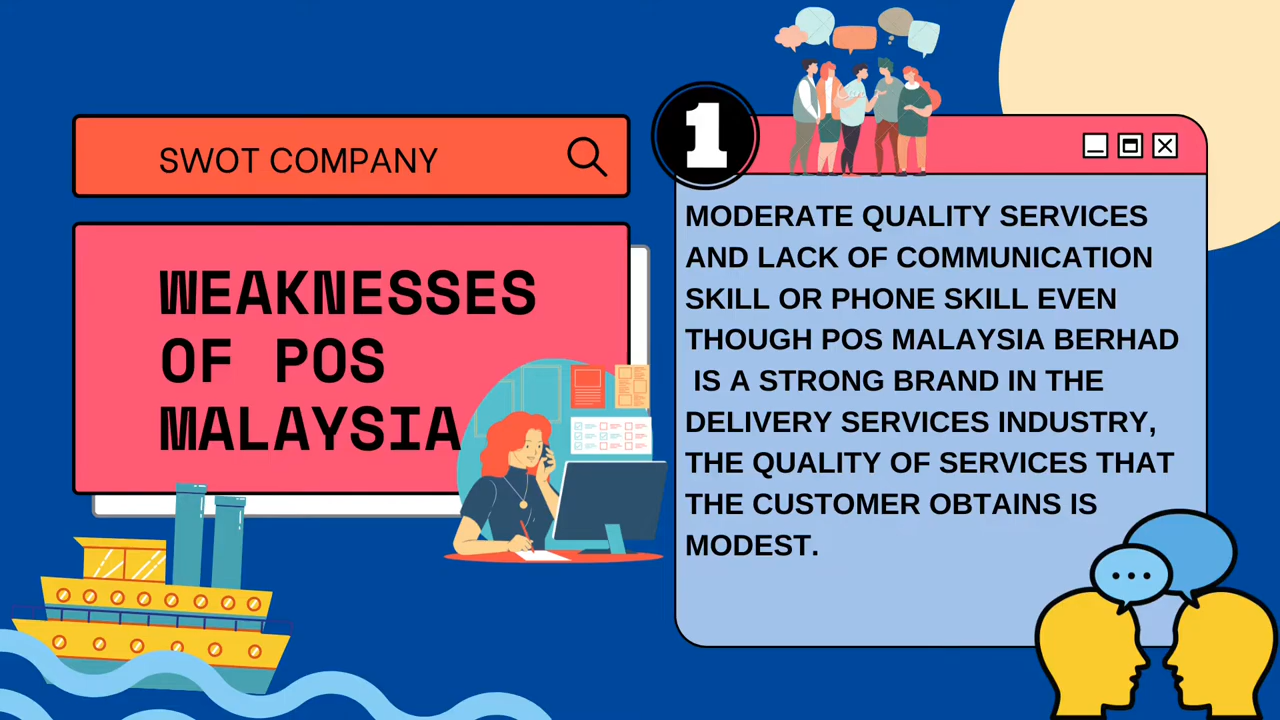 SWOT COMPANY
WEAKNESSES
OF POS
MALAYSIA
1
MODERATE QUALITY SERVICES
AND LACK OF COMMUNICATION
SKILL OR PHONE SKILL EVEN
THOUGH POS MALAYSIA BERHAD
IS A STRONG BRAND IN THE
DELIVERY SERVICES INDUSTRY,
THE QUALITY OF SERVICES THAT
THE CUSTOMER OBTAINS IS
MODEST.